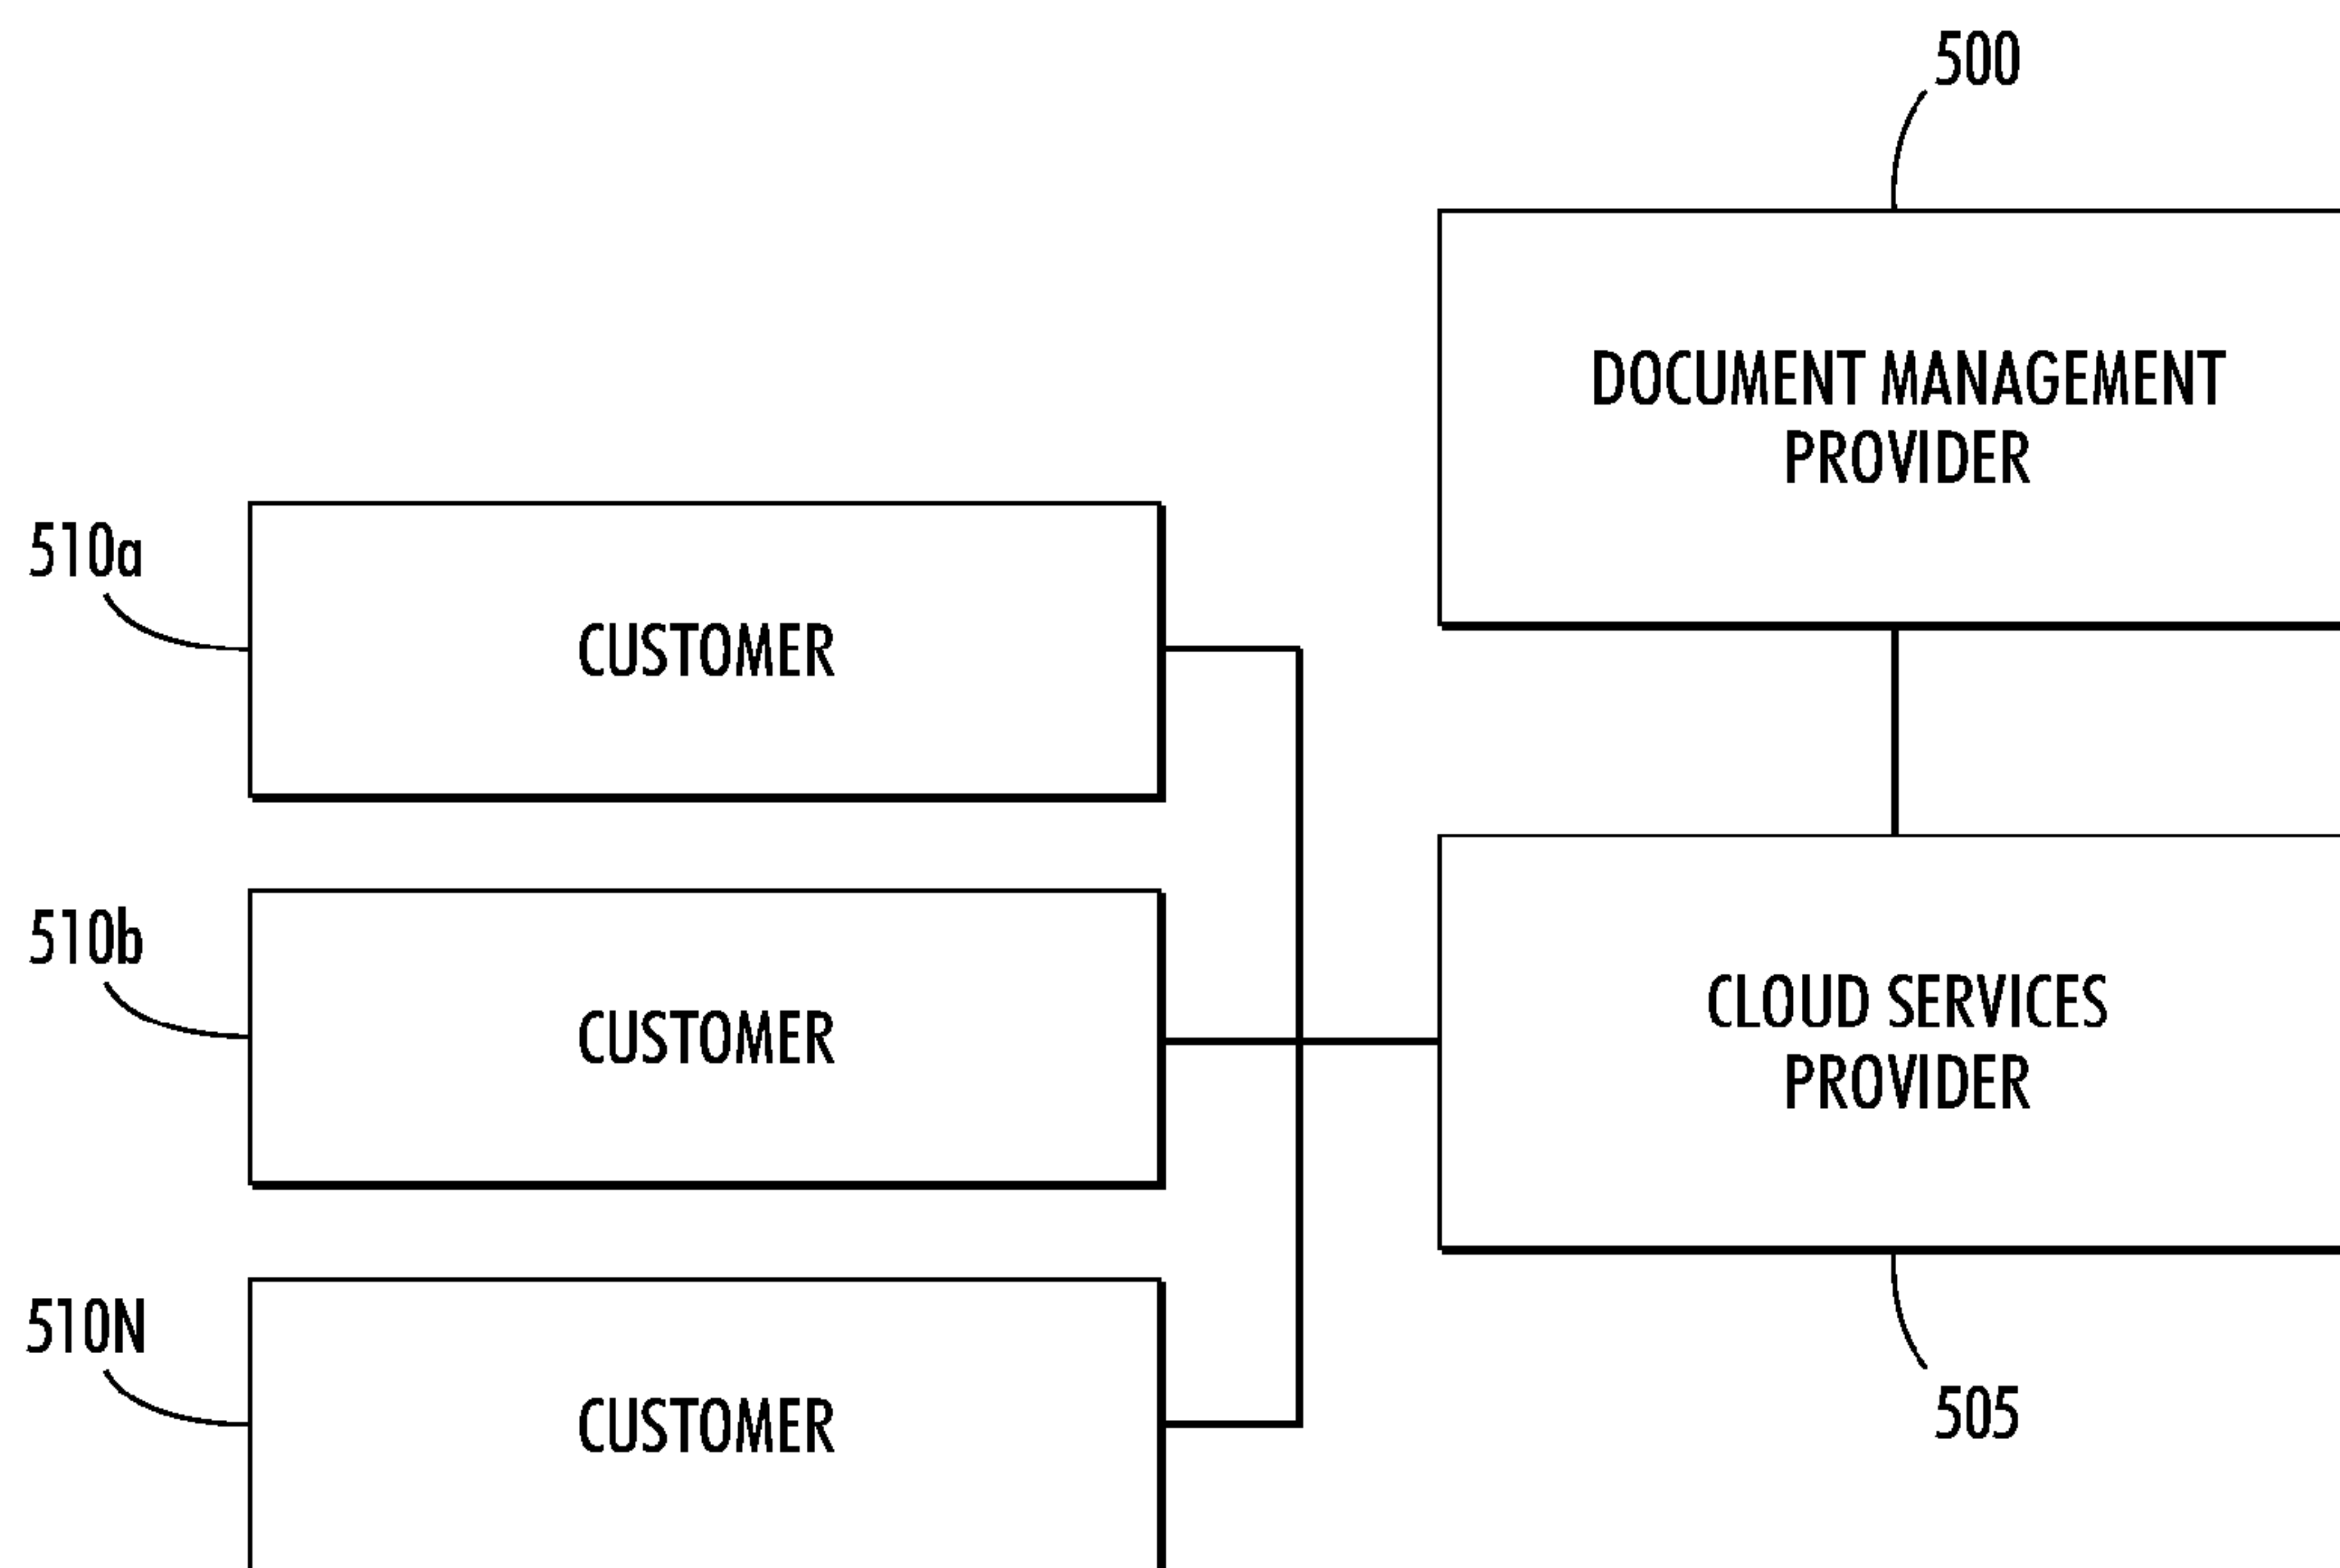 500
DOCUMENT MANAGEMENT
PROVIDER
510a
CUSTOMER
510b
CUSTOMER
CLOUD SERVICES
PROVIDER
510N
CUSTOMER
505